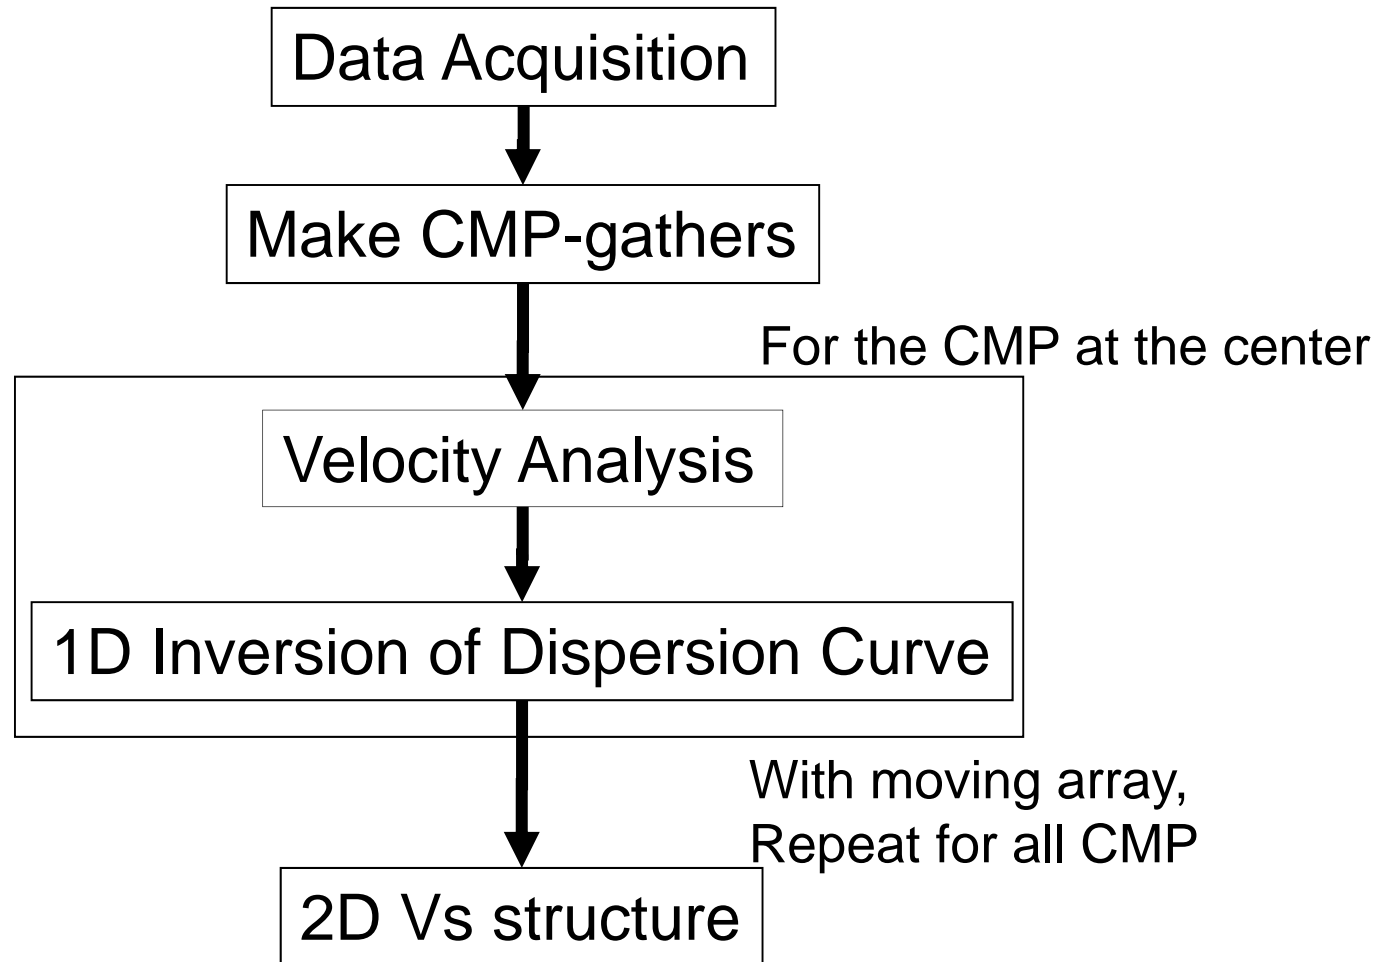 Data Acquisition
Make CMP-gathers
For the CMP at the center
Velocity Analysis
1D Inversion of Dispersion Curve
With moving array,
Repeat for all CMP
2D Vs structure